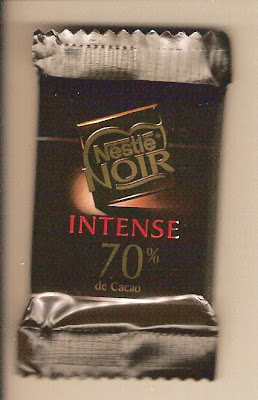 Nestlé®
NOIR
INTENSE
70%
de Cacao